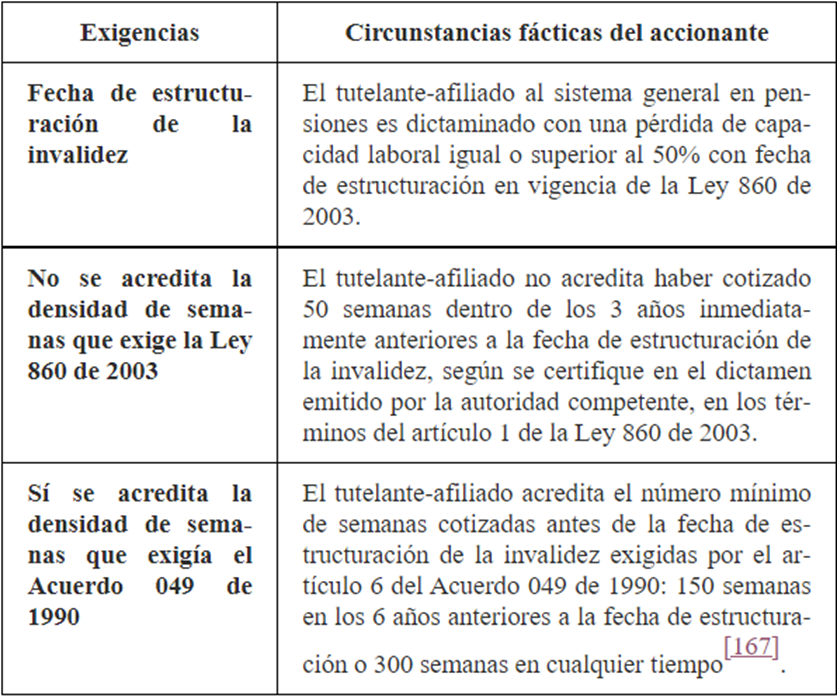 Exigencias
Circunstancias fácticas del accionante
Fecha de estructu-
ración de la
invalidez
El tutelante-afiliado al sistema general en pen-
siones es dictaminado con una pérdida de capa-
cidad laboral igual o superior al 50% con fecha
de estructuración en vigencia de la Ley 860 de
2003.
No se acredita la
densidad de sema-
nas que exige la Ley
860 de 2003
El tutelante-afiliado no acredita haber cotizado
50 semanas dentro de los 3 años inmediata-
mente anteriores a la fecha de estructuración de
la invalidez, según se certifique en el dictamen
emitido por la autoridad competente, en los tér-
minos del artículo 1 de la Ley 860 de 2003.
Sí se acredita la
densidad de sema-
nas que exigía el
Acuerdo 049 de
1990
El tutelante-afiliado acredita el número mínimo
de semanas cotizadas antes de la fecha de es-
tructuración de la invalidez exigidas por el ar-
tículo 6 del Acuerdo 049 de 1990: 150 semanas
en los 6 años anteriores a la fecha de estructura-
ción o 300 semanas en cualquier tiempo[167].